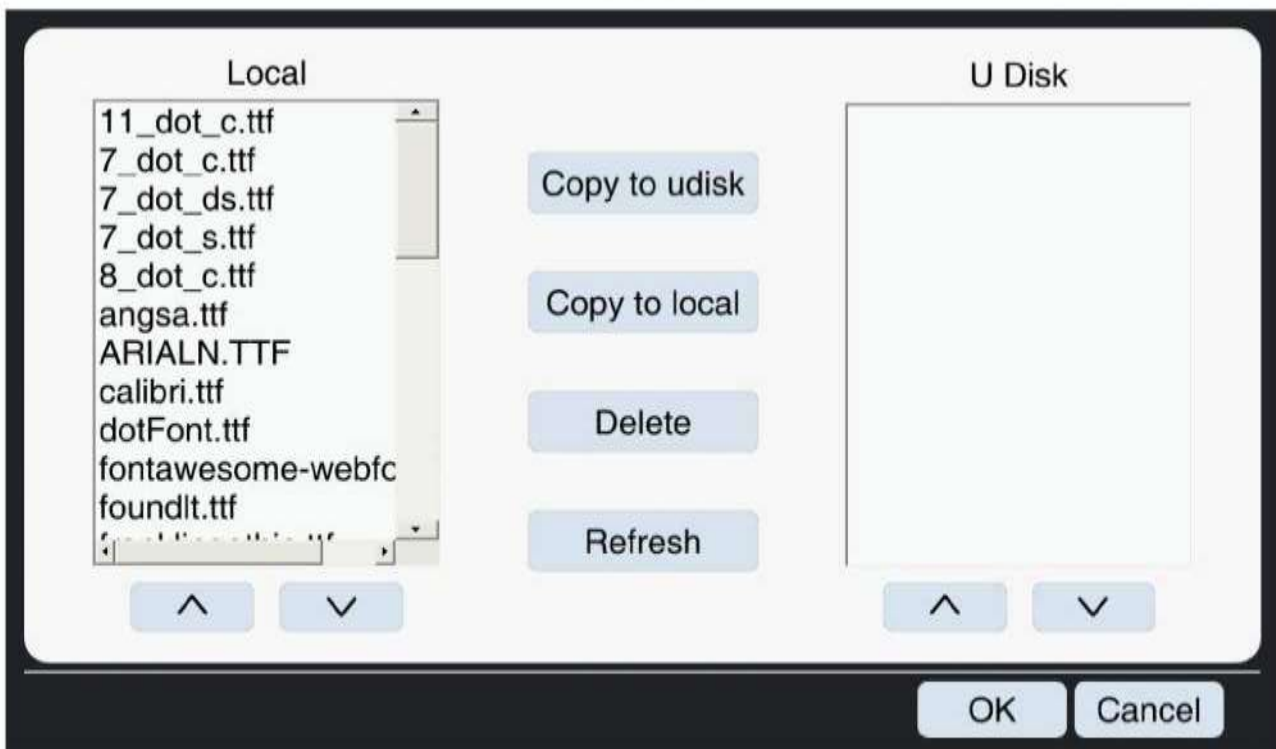 Local
11_dot_c.ttf
7_dot_c.ttf
7_dot_ds.ttf
7_dot_s.ttf
8_dot_c.ttf
angsa.ttf
ARIALN.TTF
calibri.ttf
dotFont.ttf
fontawesome-webfc
foundlt.ttf
Copy to udisk
Copy to local
Delete
Refresh
U Disk
OK
Cancel